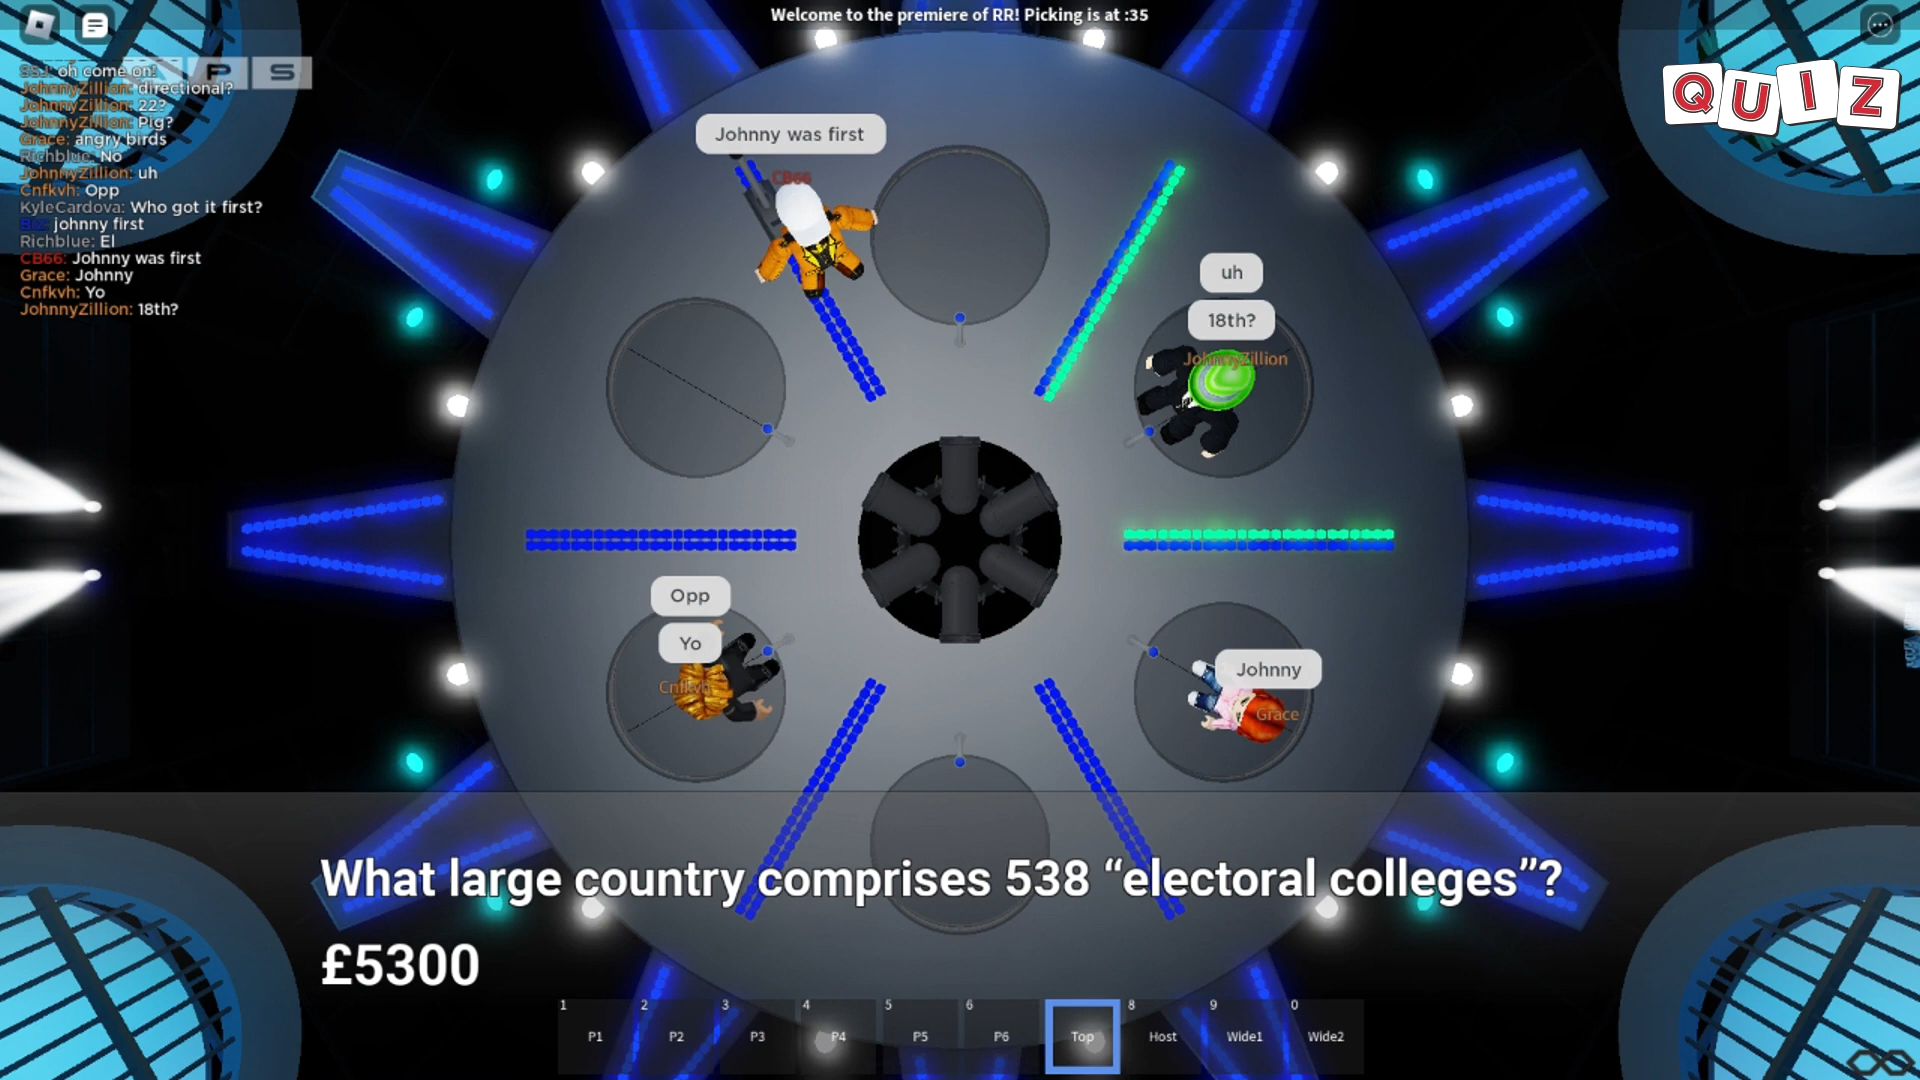 Welcome to the premiere of RR! Picking is at :35
P S
QUIZ
SSJ: oh come on!
JohnnyZillion: directional?
JohnnyZillion: 22?
JohnnyZillion: Pig?
Grace: angry birds
Richblue: No
JohnnyZillion: uh
Cnfkvh: Opp
KyleCardova: Who got it first?
johnny first
Richblue: El
CB66: Johnny was first
Grace: Johnny
Cnfkvh: Yo
JohnnyZillion: 18th?
Johnny was first
CB66
uh
18th?
JohnnyZillion
Opp
Yo
Cnfkvh
Johnny
Grace
What large country comprises 538 “electoral colleges”?
£5300
1 2 3 4 5 6 8 9 0
P1 P2 P3 P4 P5 P6 Top Host Wide1 Wide2